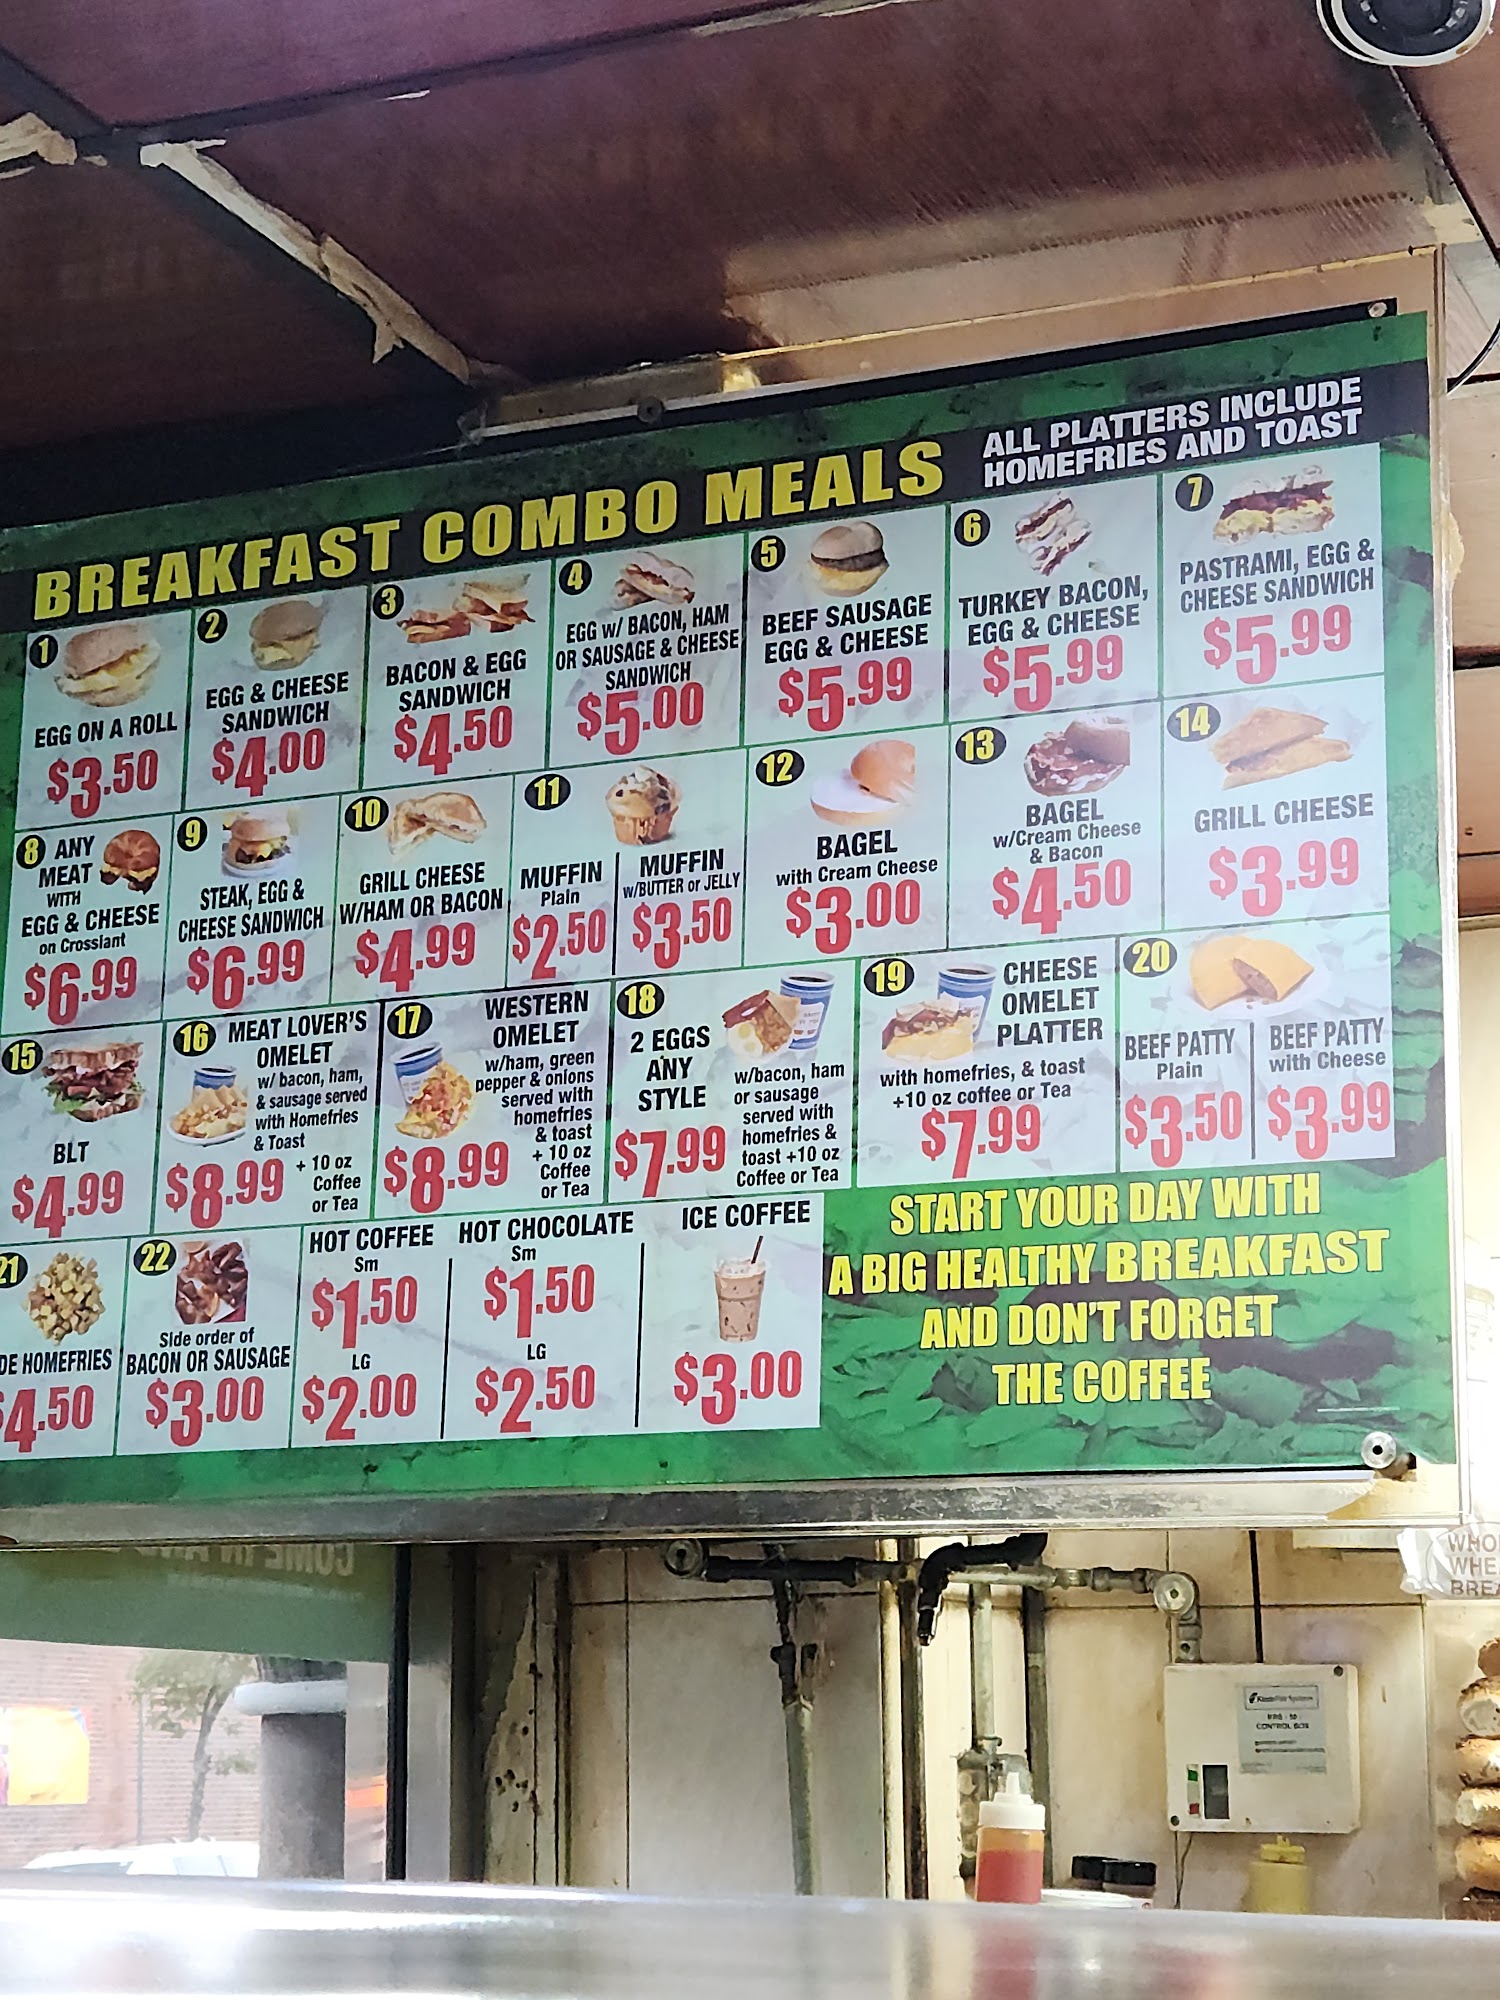 BREAKFAST COMBO MEALS
ALL PLATTERS INCLUDE
HOMEFRIES AND TOAST
1
EGG ON A ROLL
$3.50
2
EGG & CHEESE
SANDWICH
$4.00
3
BACON & EGG
SANDWICH
$4.50
4
EGG w/ BACON, HAM
OR SAUSAGE & CHEESE
SANDWICH
$5.00
5
BEEF SAUSAGE
EGG & CHEESE
$5.99
6
TURKEY BACON,
EGG & CHEESE
$5.99
7
PASTRAMI, EGG &
CHEESE SANDWICH
$5.99
8 ANY
MEAT
WITH
EGG & CHEESE
on Crossiant
$6.99
9
STEAK, EGG &
CHEESE SANDWICH
$6.99
10
GRILL CHEESE
W/HAM OR BACON
$4.99
11
MUFFIN
Plain
$2.50
MUFFIN
w/BUTTER or JELLY
$3.50
12
BAGEL
with Cream Cheese
$3.00
13
BAGEL
w/Cream Cheese
& Bacon
$4.50
14
GRILL CHEESE
$3.99
15
BLT
$4.99
16 MEAT LOVER'S
OMELET
w/ bacon, ham,
& sausage served
with Homefries
& Toast
$8.99
+ 10 oz
Coffee
or Tea
17 WESTERN
OMELET
w/ham, green
pepper & onions
served with
homefries
& toast
$8.99
+ 10 oz
Coffee
or Tea
18
2 EGGS
ANY
STYLE
$7.99
w/bacon, ham
or sausage
served with
homefries &
toast +10 oz
Coffee or Tea
19 CHEESE
OMELET
PLATTER
with homefries, & toast
+10 oz coffee or Tea
$7.99
20
BEEF PATTY
Plain
$3.50
BEEF PATTY
with Cheese
$3.99
21
DE HOMEFRIES
$4.50
22
Side order of
BACON OR SAUSAGE
$3.00
HOT COFFEE
Sm
$1.50
LG
$2.00
HOT CHOCOLATE
Sm
$1.50
LG
$2.50
ICE COFFEE
$3.00
START YOUR DAY WITH
A BIG HEALTHY BREAKFAST
AND DON'T FORGET
THE COFFEE
COME IN
WHO
WHE
BREA
CONTROL BOX